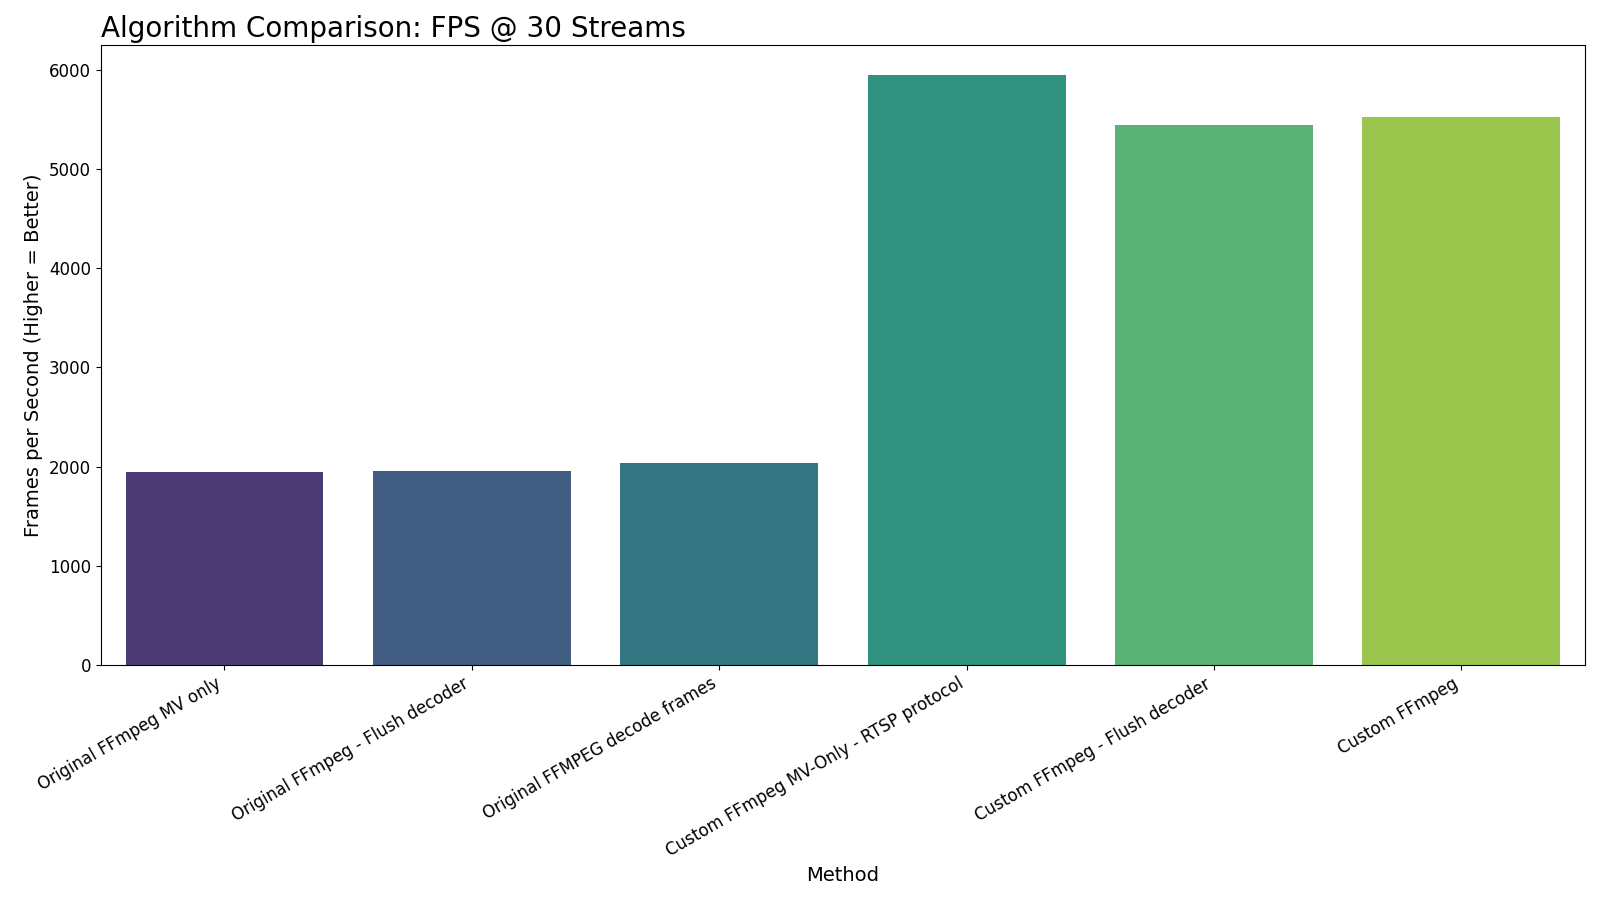 Algorithm Comparison: FPS @ 30 Streams
Frames per Second (Higher = Better)
6000
5000
4000
3000
2000
1000
0
Original FFmpeg MV only
Original FFmpeg - Flush decoder
Original FFMPEG decode frames
Custom FFmpeg MV-Only - RTSP protocol
Custom FFmpeg - Flush decoder
Custom FFmpeg
Method